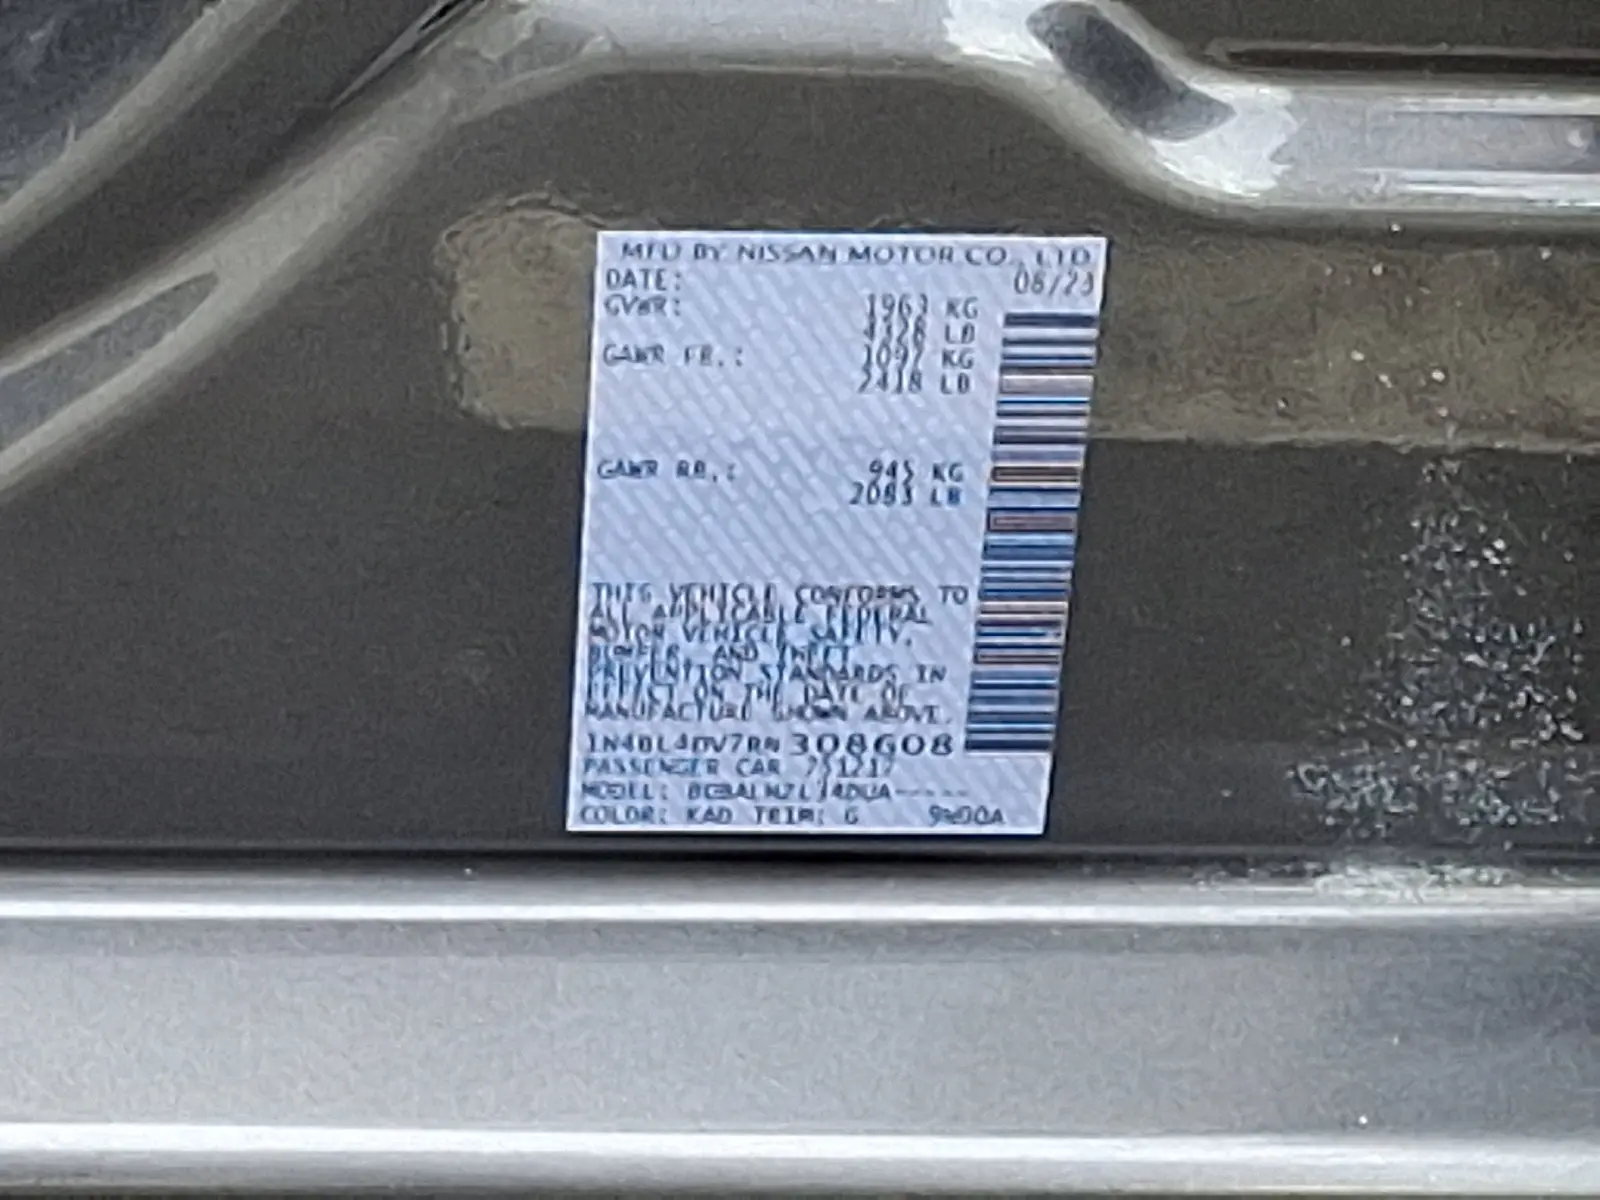 MFD BY NISSAN MOTOR CO., LTD
DATE: 08/23
GVWR: 1963 KG
4328 LB
GAWR FR.: 1097 KG
2418 LB
GAWR RR.: 945 KG
2083 LB
THIS VEHICLE CONFORMS TO
ALL APPLICABLE FEDERAL
MOTOR VEHICLE SAFETY,
BUMPER, AND THEFT
PREVENTION STANDARDS IN
EFFECT ON THE DATE OF
MANUFACTURE SHOWN ABOVE.
1N4BL4DV7RN308608
PASSENGER CAR
MODEL:
COLOR: KAD TRIM: G